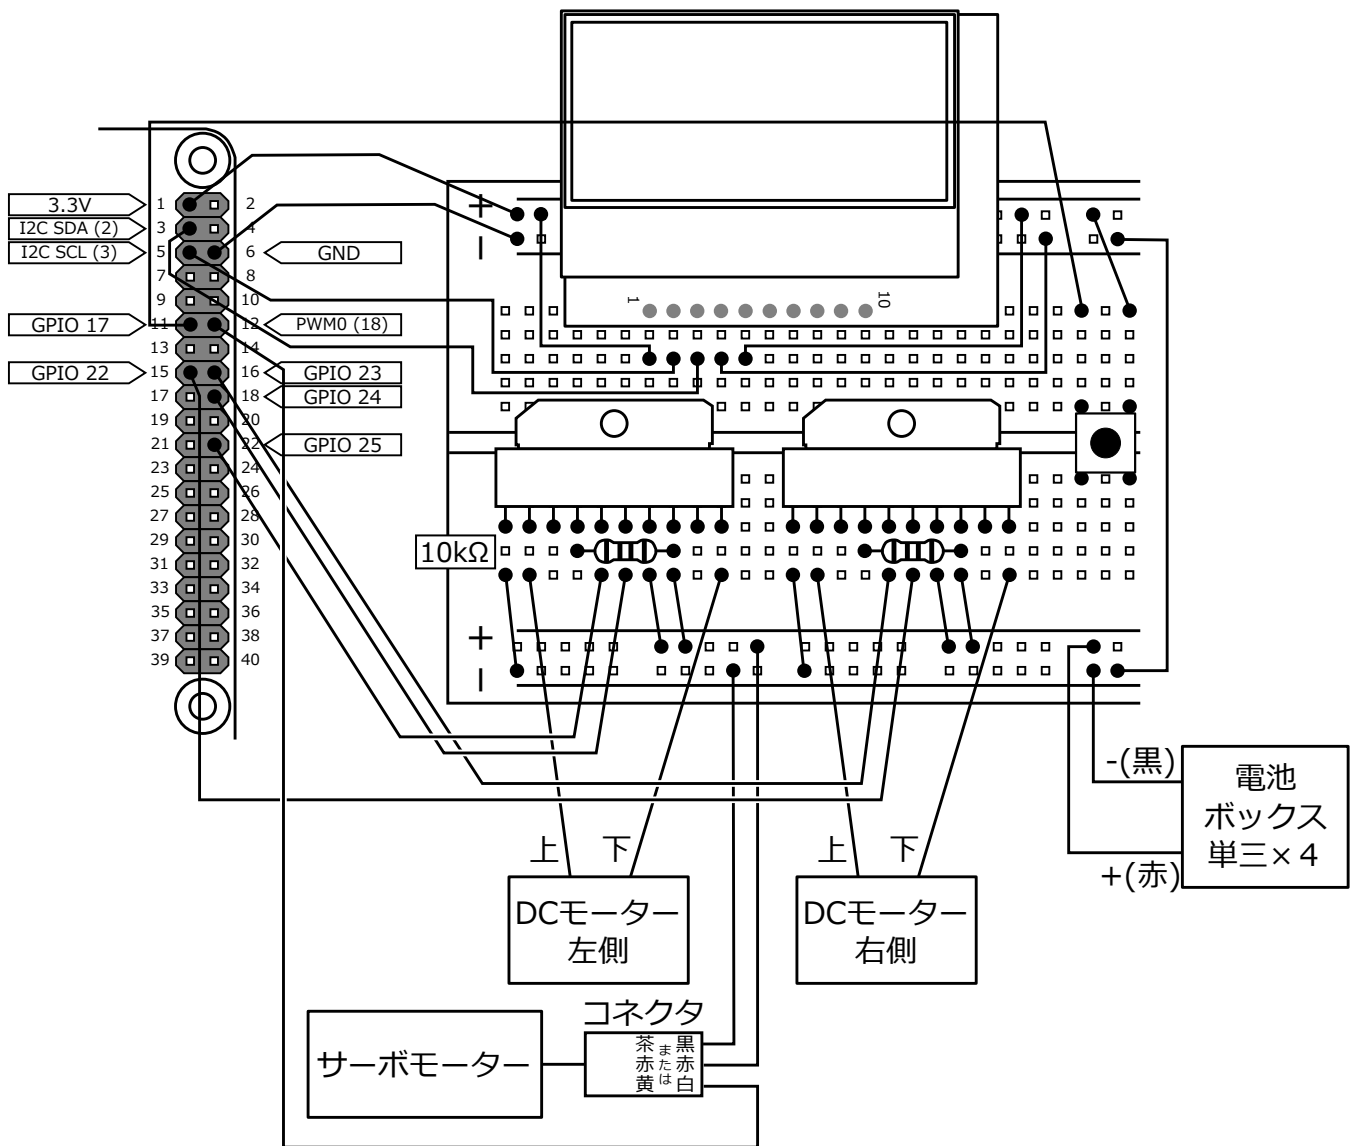 3.3V
I2C SDA (2)
I2C SCL (3)
GPIO 17
GPIO 22
1 2
3 4
5 6
7 8
9 10
11 12
13 14
15 16
17 18
19 20
21 22
23 24
25 26
27 28
29 30
31 32
33 34
35 36
37 38
39 40
GND
PWM0 (18)
GPIO 23
GPIO 24
GPIO 25
+
-
1 10
10kΩ
+
-
-(黒)
+(赤)
電池
ボックス
単三×4
上 下
DCモーター
左側
上 下
DCモーター
右側
コネクタ
サーボモーター
茶 または 黒
赤 赤
黄 白